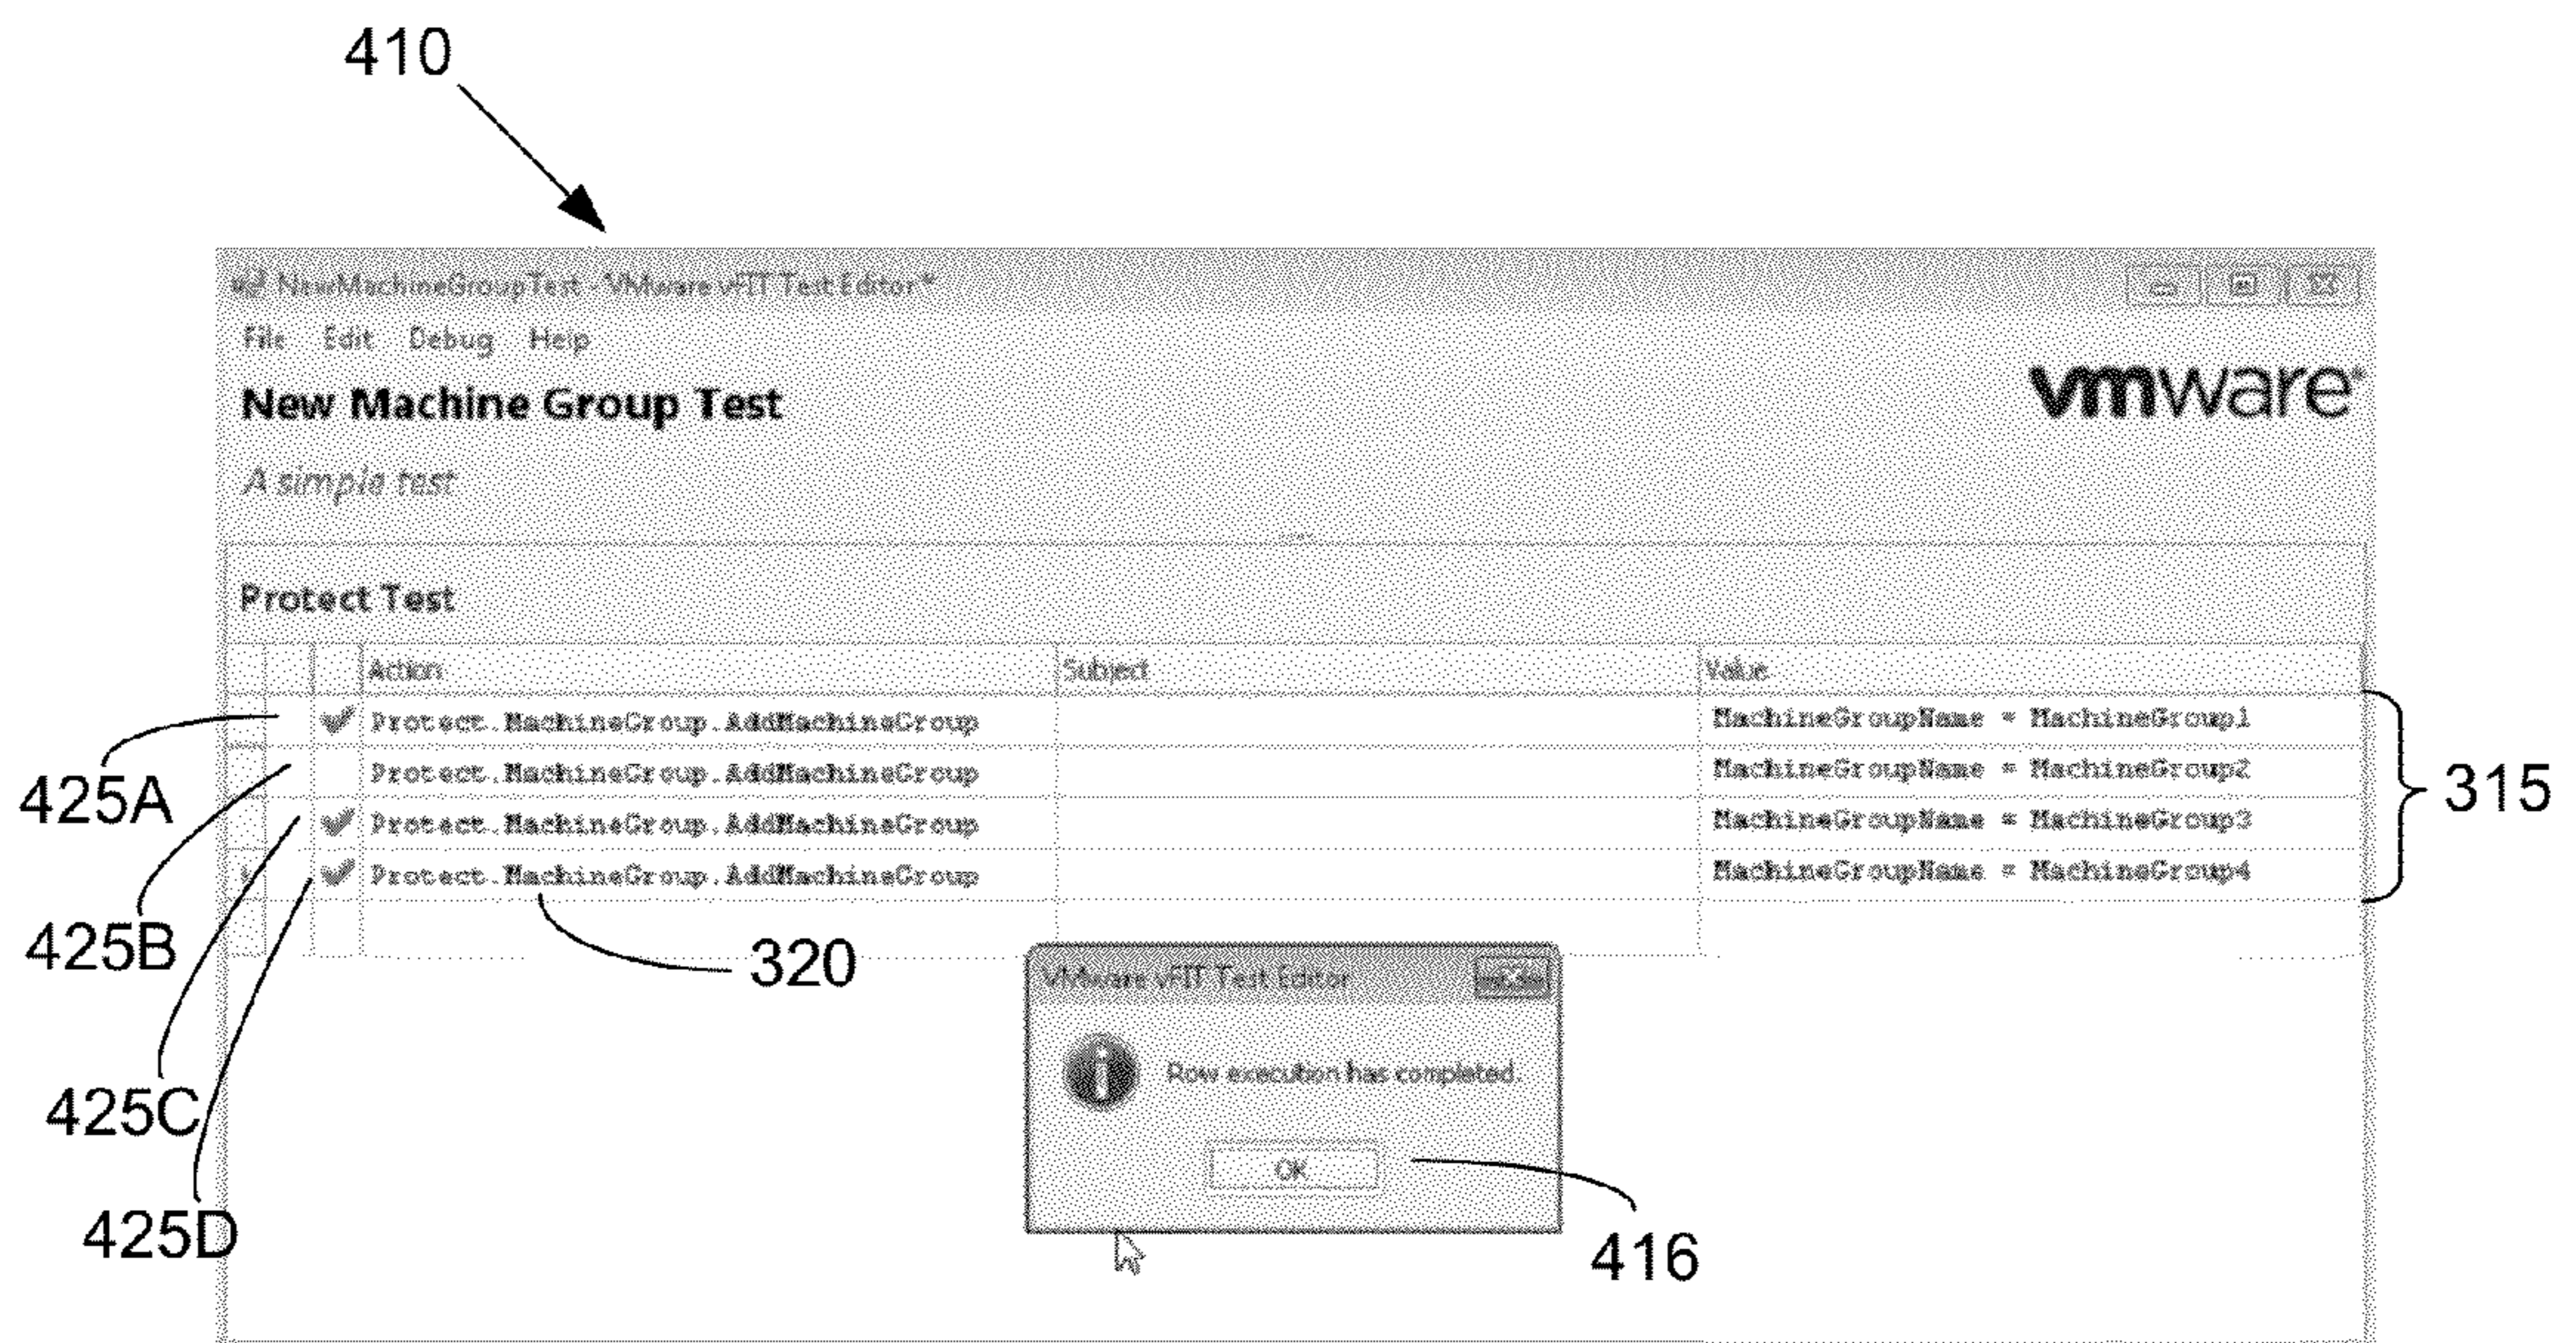 410
NewMachineGroupTest - VMware vFIT Test Editor*
File Edit Debug Help
New Machine Group Test
vmware
A simple test
Protect Test
Action Subject Value
Protect.MachineGroup.AddMachineGroup MachineGroupName = MachineGroup1
Protect.MachineGroup.AddMachineGroup MachineGroupName = MachineGroup2
Protect.MachineGroup.AddMachineGroup MachineGroupName = MachineGroup3
Protect.MachineGroup.AddMachineGroup MachineGroupName = MachineGroup4
425A
315
425B
320
VMware vFIT Test Editor
Row execution has completed.
425C
OK
425D
416